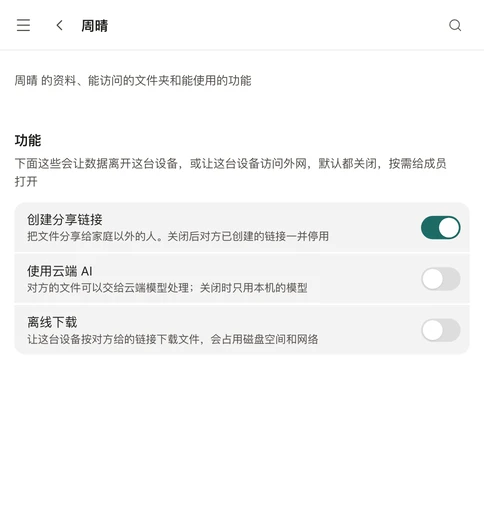 周晴
周晴 的资料、能访问的文件夹和能使用的功能
功能
下面这些会让数据离开这台设备，或让这台设备访问外网，默认都关闭，按需给成员
打开
创建分享链接
把文件分享给家庭以外的人。关闭后对方已创建的链接一并停用
使用云端 AI
对方的文件可以交给云端模型处理；关闭时只用本机的模型
离线下载
让这台设备按对方给的链接下载文件，会占用磁盘空间和网络